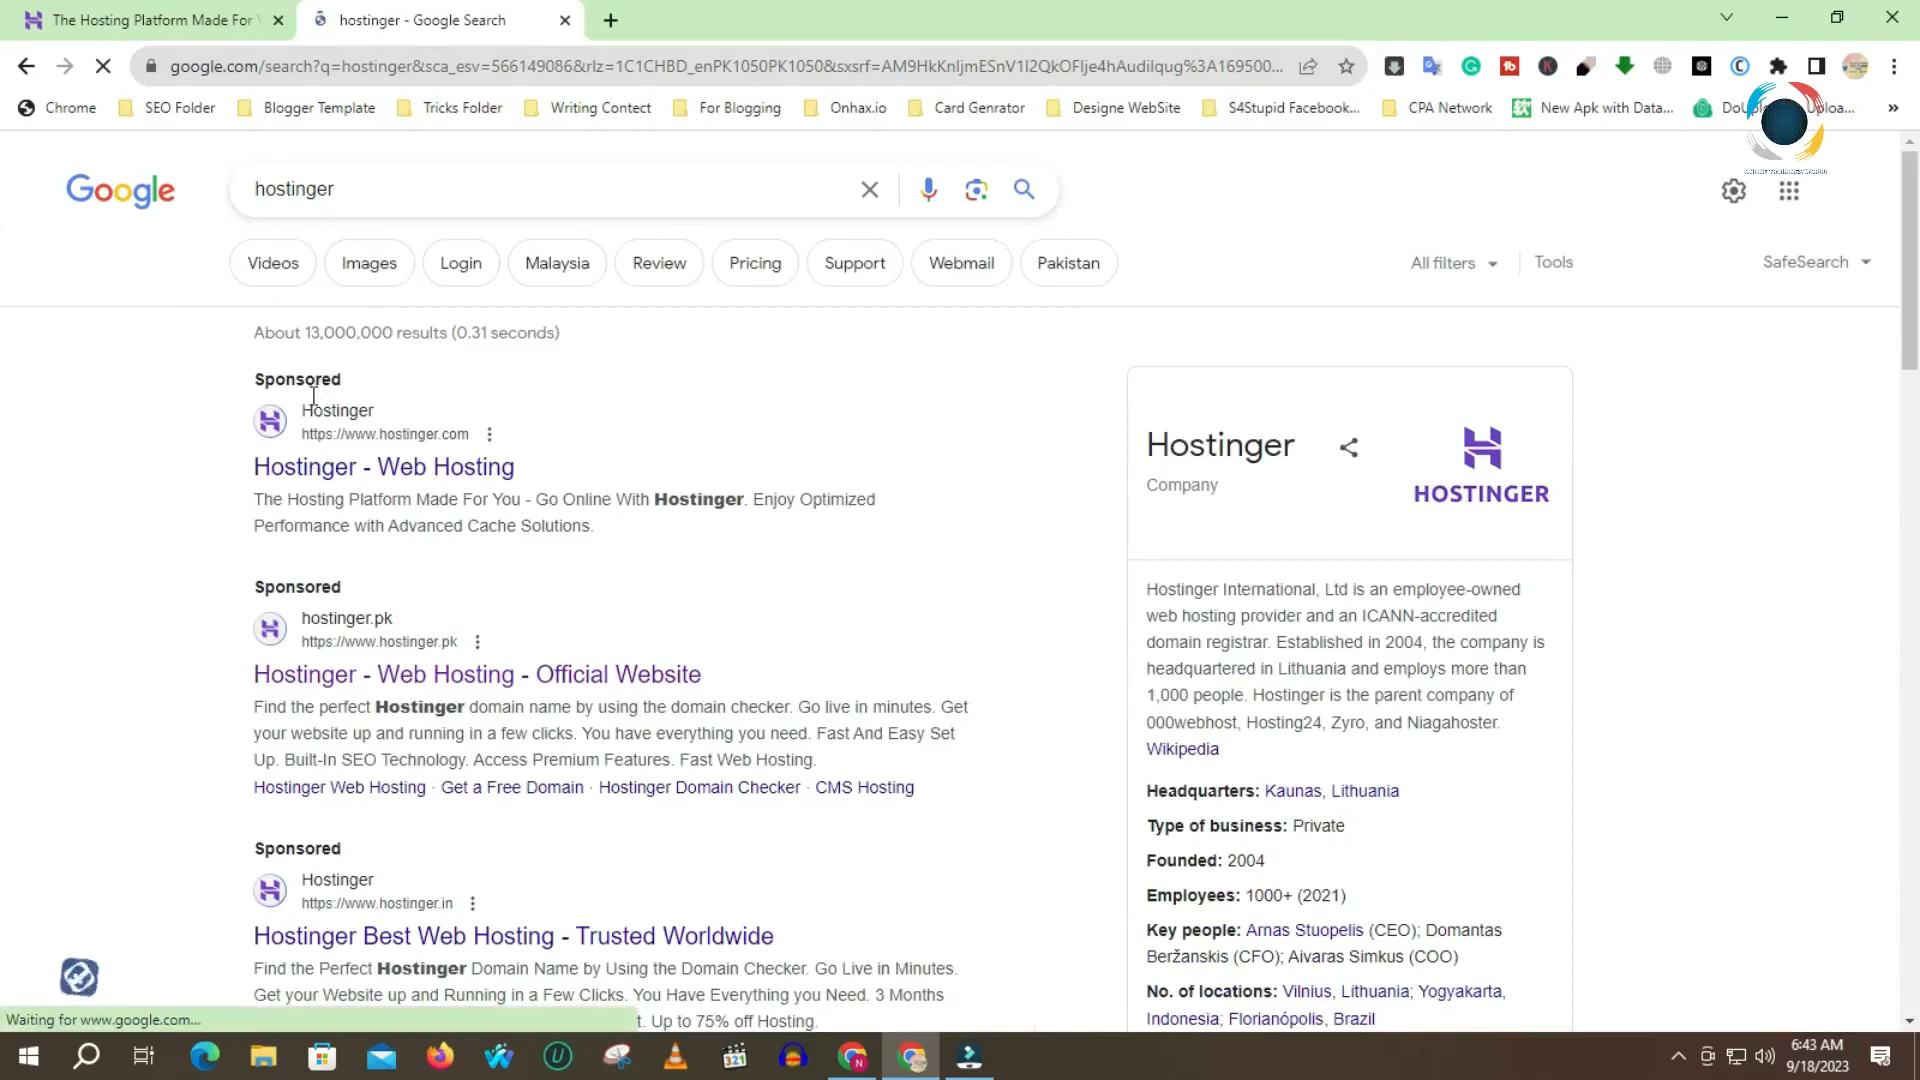 The Hosting Platform Made For
hostinger - Google Search
google.com/search?q=hostinger&sca_esv=566149086&rlz=1C1CHBD_enPK1050PK1050&sxsrf=AM9HkKnIjmESnV1I2QkOFIje4hAudiIqug%3A169500...
Chrome
SEO Folder
Blogger Template
Tricks Folder
Writing Contect
For Blogging
Onhax.io
Card Genrator
Designe WebSite
S4Stupid Facebook...
CPA Network
New Apk with Data...
Google
hostinger
Videos
Images
Login
Malaysia
Review
Pricing
Support
Webmail
Pakistan
All filters
Tools
SafeSearch
About 13,000,000 results (0.31 seconds)
Sponsored
Hostinger
https://www.hostinger.com
Hostinger - Web Hosting
The Hosting Platform Made For You - Go Online With Hostinger. Enjoy Optimized
Performance with Advanced Cache Solutions.
Sponsored
hostinger.pk
https://www.hostinger.pk
Hostinger - Web Hosting - Official Website
Find the perfect Hostinger domain name by using the domain checker. Go live in minutes. Get
your website up and running in a few clicks. You have everything you need. Fast And Easy Set
Up. Built-In SEO Technology. Access Premium Features. Fast Web Hosting.
Hostinger Web Hosting · Get a Free Domain · Hostinger Domain Checker · CMS Hosting
Sponsored
Hostinger
https://www.hostinger.in
Hostinger Best Web Hosting - Trusted Worldwide
Find the Perfect Hostinger Domain Name by Using the Domain Checker. Go Live in Minutes.
Get your Website up and Running in a Few Clicks. You Have Everything you Need. 3 Months
t. Up to 75% off Hosting.
Hostinger
Company
HOSTINGER
Hostinger International, Ltd is an employee-owned
web hosting provider and an ICANN-accredited
domain registrar. Established in 2004, the company is
headquartered in Lithuania and employs more than
1,000 people. Hostinger is the parent company of
000webhost, Hosting24, Zyro, and Niagahoster.
Wikipedia
Headquarters: Kaunas, Lithuania
Type of business: Private
Founded: 2004
Employees: 1000+ (2021)
Key people: Arnas Stuopelis (CEO); Domantas
Beržanskis (CFO); Aivaras Simkus (COO)
No. of locations: Vilnius, Lithuania; Yogyakarta,
Indonesia; Florianópolis, Brazil
Waiting for www.google.com...
6:43 AM
9/18/2023